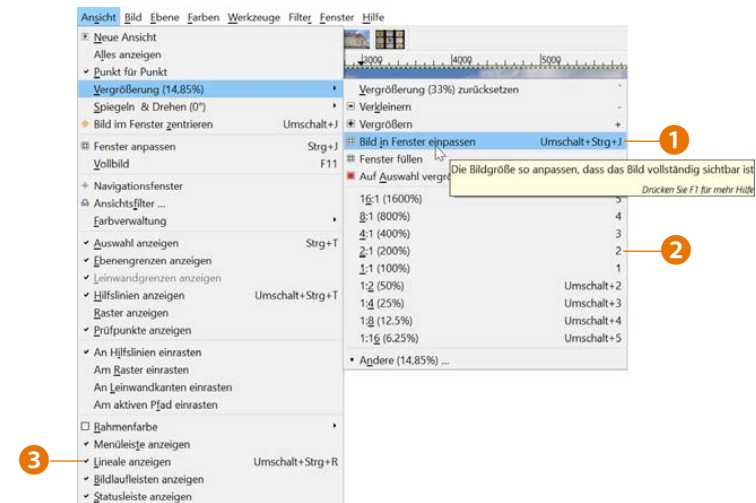 Ansicht Bild Ebene Farben Werkzeuge Filter Fenster Hilfe
Neue Ansicht
Alles anzeigen
Punkt für Punkt
Vergrößerung (14,85%)
Spiegeln & Drehen (0°)
Bild im Fenster zentrieren Umschalt+J
Fenster anpassen Strg+J
Vollbild F11
Navigationsfenster
Ansichtsfilter ...
Farbverwaltung
Auswahl anzeigen Strg+T
Ebenengrenzen anzeigen
Leinwandgrenzen anzeigen
Hilfslinien anzeigen Umschalt+Strg+T
Raster anzeigen
Prüfpunkte anzeigen
An Hilfslinien einrasten
Am Raster einrasten
An Leinwandkanten einrasten
Am aktiven Pfad einrasten
Rahmenfarbe
Menüleiste anzeigen
3
Lineale anzeigen Umschalt+Strg+R
Bildlaufleisten anzeigen
Statusleiste anzeigen
3000 4000 5000
Vergrößerung (33%) zurücksetzen `
Verkleinern -
Vergrößern +
Bild in Fenster einpassen Umschalt+Strg+J
1
Fenster füllen
Auf Auswahl vergrö
Die Bildgröße so anpassen, dass das Bild vollständig sichtbar ist
Drücken Sie F1 für mehr Hilfe
16:1 (1600%) 5
8:1 (800%) 4
4:1 (400%) 3
2:1 (200%) 2
2
1:1 (100%) 1
1:2 (50%) Umschalt+2
1:4 (25%) Umschalt+3
1:8 (12.5%) Umschalt+4
1:16 (6.25%) Umschalt+5
Andere (14,85%) ...